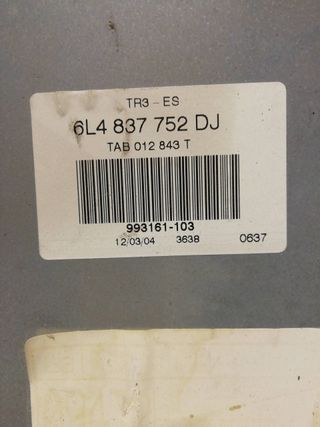 TR3 - ES
6L4 837 752 DJ
TAB 012 843 T
993161-103
12/03/04 3638 0637